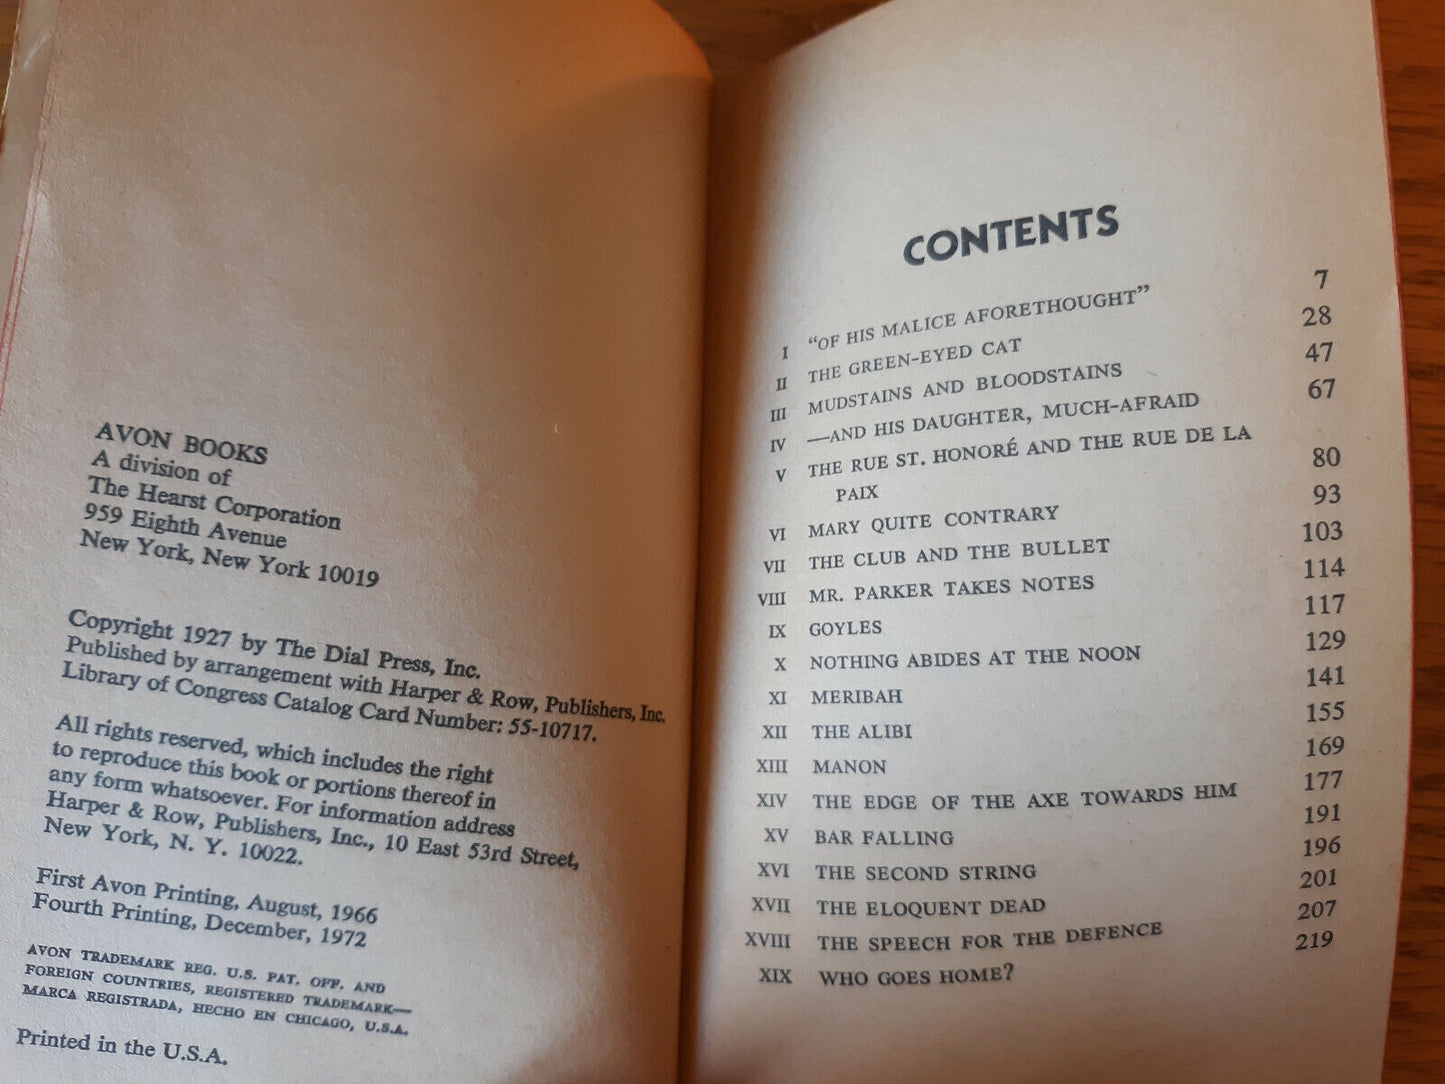 AVON BOOKS
A division of
The Hearst Corporation
959 Eighth Avenue
New York, New York 10019
Copyright 1927 by The Dial Press, Inc.
Published by arrangement with Harper & Row, Publishers, Inc.
Library of Congress Catalog Card Number: 55-10717.
All rights reserved, which includes the right
to reproduce this book or portions thereof in
any form whatsoever. For information address
Harper & Row, Publishers, Inc., 10 East 53rd Street,
New York, N. Y. 10022.
First Avon Printing, August, 1966
Fourth Printing, December, 1972
AVON TRADEMARK REG. U.S. PAT. OFF. AND
FOREIGN COUNTRIES, REGISTERED TRADEMARK—
MARCA REGISTRADA, HECHO EN CHICAGO, U.S.A.
Printed in the U.S.A.
CONTENTS
I “OF HIS MALICE AFORETHOUGHT” 7
II THE GREEN-EYED CAT 28
III MUDSTAINS AND BLOODSTAINS 47
IV —AND HIS DAUGHTER, MUCH-AFRAID 67
V THE RUE ST. HONORÉ AND THE RUE DE LA
PAIX 80
VI MARY QUITE CONTRARY 93
VII THE CLUB AND THE BULLET 103
VIII MR. PARKER TAKES NOTES 114
IX GOYLES 117
X NOTHING ABIDES AT THE NOON 129
XI MERIBAH 141
XII THE ALIBI 155
XIII MANON 169
XIV THE EDGE OF THE AXE TOWARDS HIM 177
XV BAR FALLING 191
XVI THE SECOND STRING 196
XVII THE ELOQUENT DEAD 201
XVIII THE SPEECH FOR THE DEFENCE 207
XIX WHO GOES HOME? 219